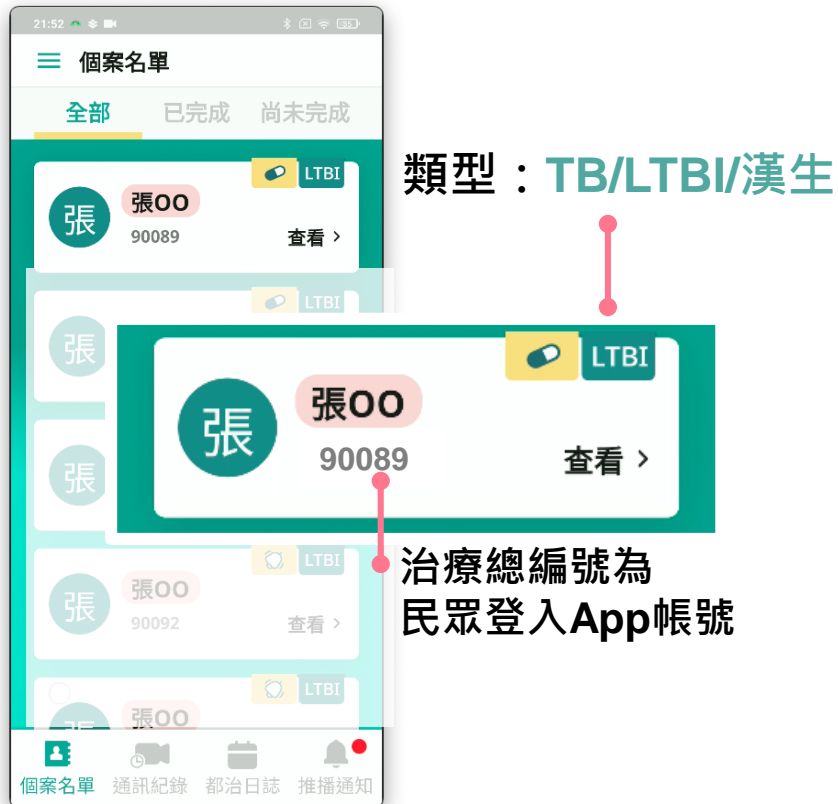 21:52
個案名單
全部 已完成 尚未完成
LTBI
張 張OO
90089 查看
類型：TB/LTBI/漢生
LTBI
張
LTBI
張 張OO
90089 查看
張
治療總編號為
民眾登入App帳號
LTBI
張 張OO
90092 查看
LTBI
張OO
個案名單 通訊紀錄 都治日誌 推播通知